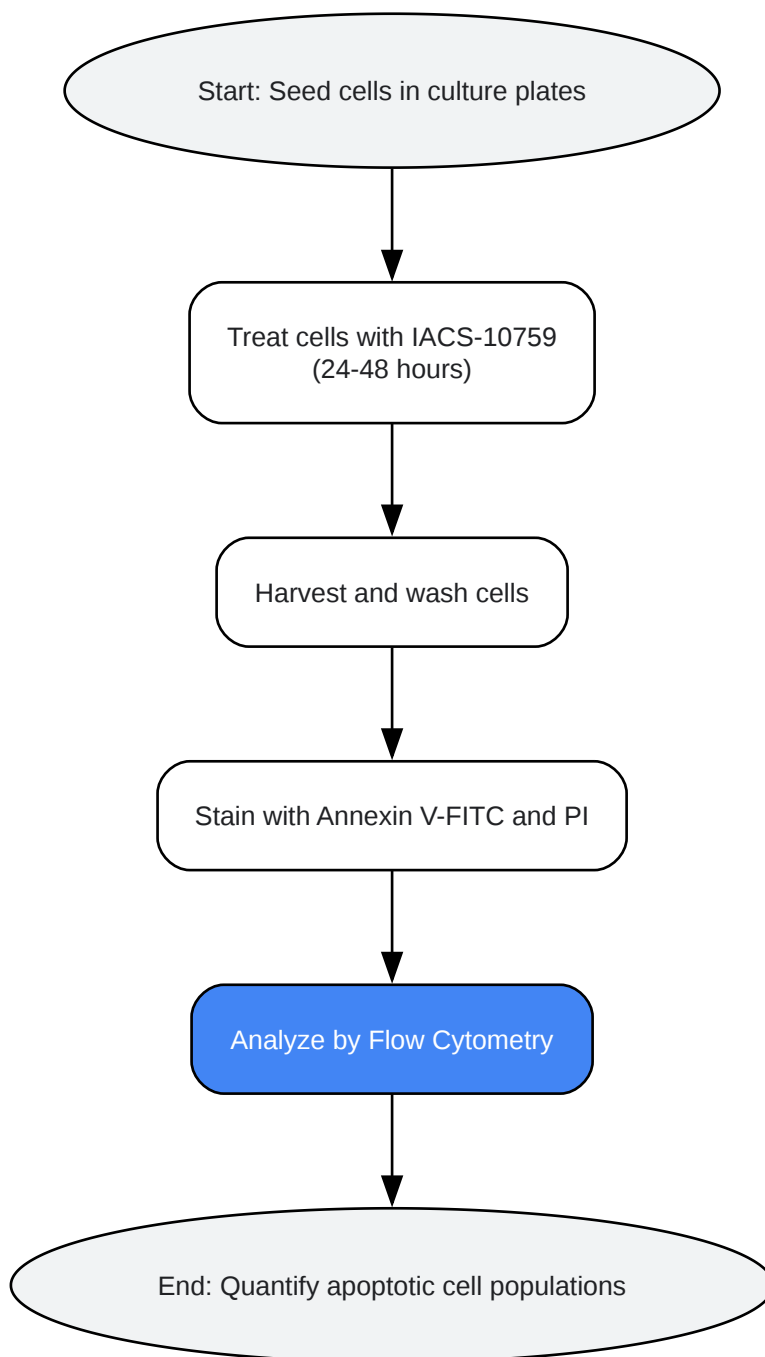 Start: Seed cells in culture plates
Treat cells with IACS-10759
(24-48 hours)
Harvest and wash cells
Stain with Annexin V-FITC and PI
Analyze by Flow Cytometry
End: Quantify apoptotic cell populations